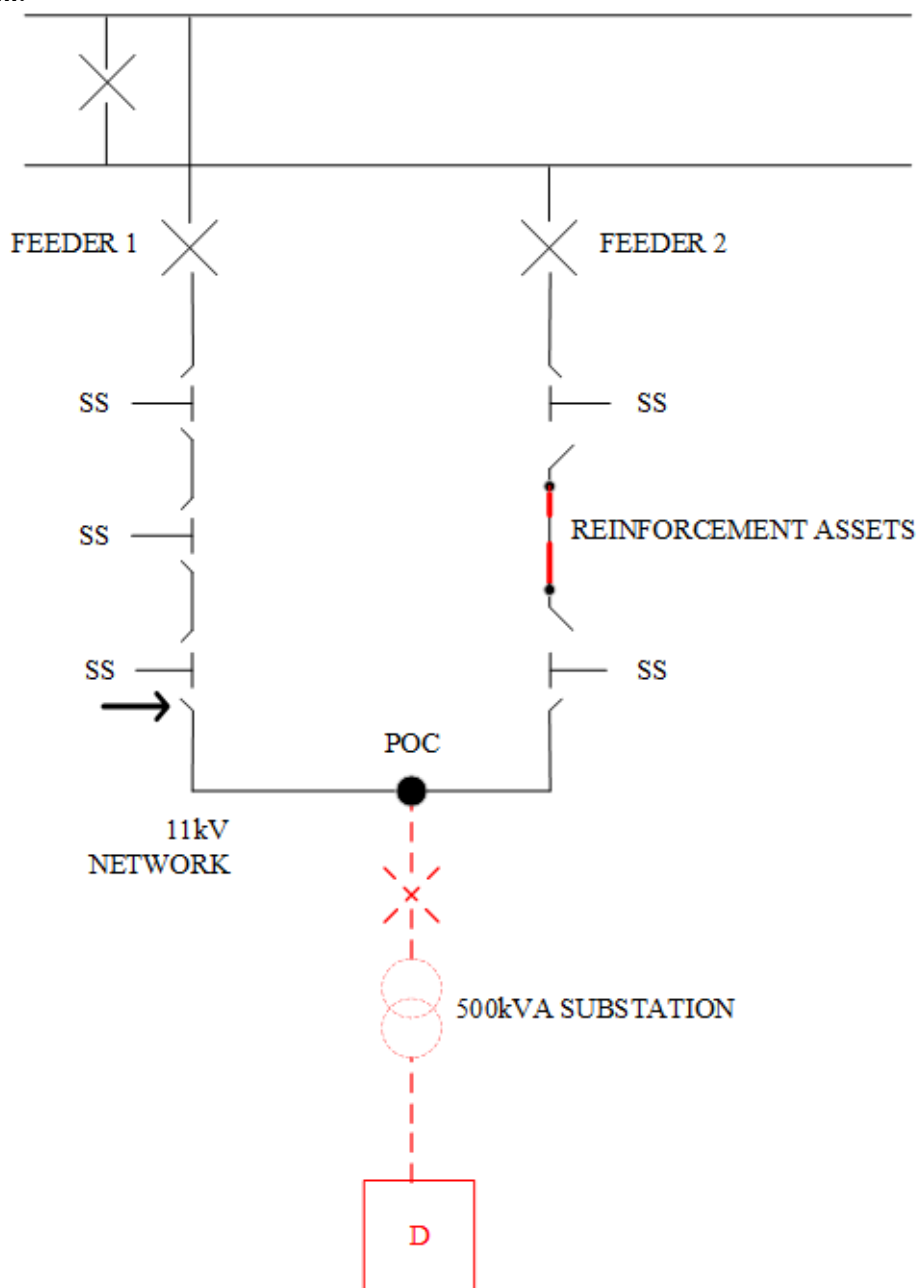 FEEDER 1
FEEDER 2
SS
SS
SS
REINFORCEMENT ASSETS
SS
SS
POC
11kV
NETWORK
500kVA SUBSTATION
D